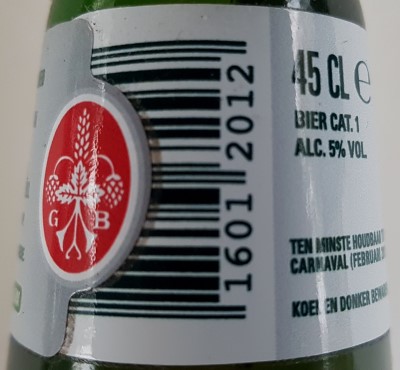 G B
1601 2012
45 CL ℮
BIER CAT. 1
ALC. 5% VOL.
TEN MINSTE HOUDBAAR
CARNAVAL (FEBRUARI
KOEL EN DONKER